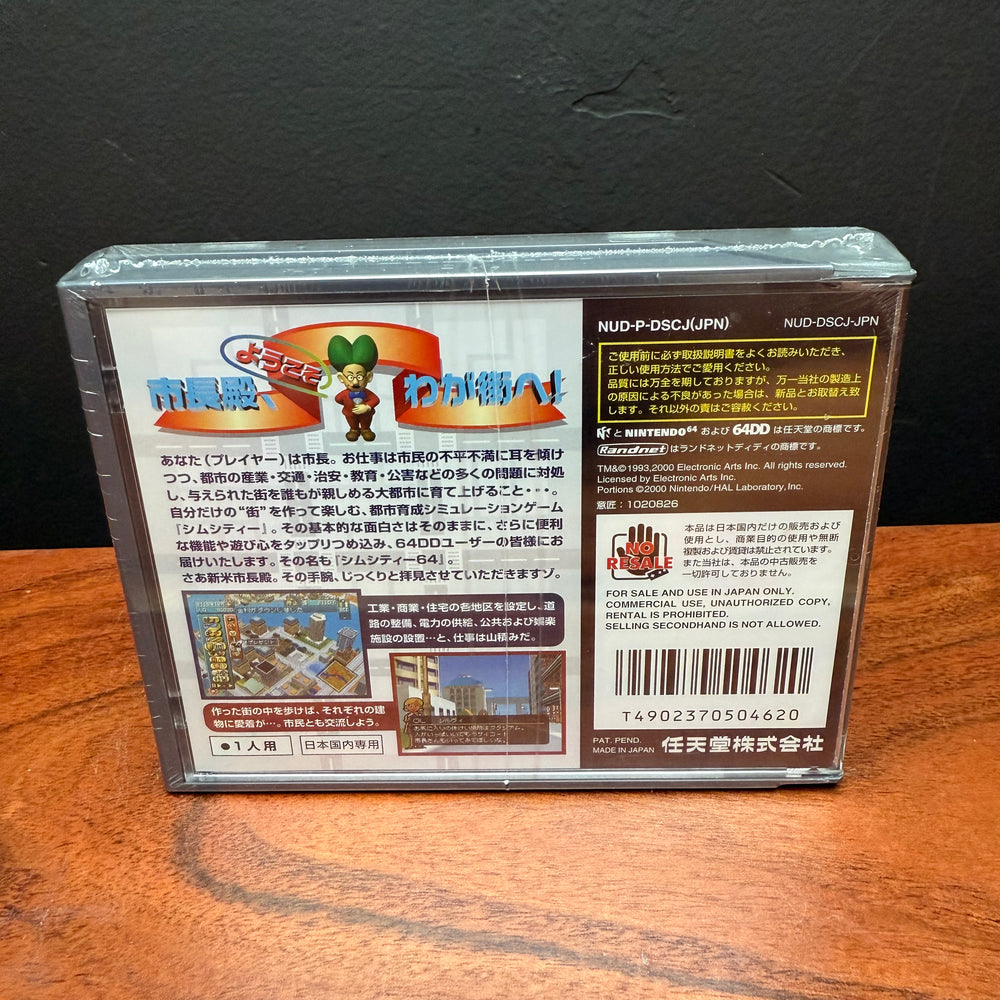 ようこそ
市長殿、 わが街へ!
あなた(プレイヤー)は市長。お仕事は市民の不平不満に耳を傾け
つつ、都市の産業・交通・治安・教育・公害などの多くの問題に対処
し、与えられた街を誰もが親しめる大都市に育て上げること・・・。
自分だけの“街”を作って楽しむ、都市育成シミュレーションゲーム
『シムシティー』。その基本的な面白さはそのままに、さらに便利
な機能や遊び心をタップリつめ込み、64DDユーザーの皆様にお
届けいたします。その名も『シムシティー64』。
さあ新米市長殿。その手腕、じっくりと拝見させていただきますゾ。
工業・商業・住宅の各地区を設定し、道
路の整備、電力の供給、公共および娯楽
施設の設置…と、仕事は山積みだ。
作った街の中を歩けば、それぞれの建
物に愛着が…。市民とも交流しよう。
●1人用
日本国内専用
NUD-P-DSCJ(JPN) NUD-DSCJ-JPN
ご使用前に必ず取扱説明書をよくお読みいただき、
正しい使用方法でご愛用ください。
品質には万全を期しておりますが、万一当社の製造上
の原因による不良があった場合は、新品とお取替え致
します。それ以外の責はご容赦ください。
とNINTENDO64 および 64DD は任天堂の商標です。
Randnet はランドネットディディの商標です。
TM&©1993,2000 Electronic Arts Inc. All rights reserved.
Licensed by Electronic Arts Inc.
Portions ©2000 Nintendo/HAL Laboratory, Inc.
意匠:1020826
NO
RESALE
本品は日本国内だけの販売および
使用とし、商業目的の使用や無断
複製および賃貸は禁止されています。
また当社は、本品の中古販売を
一切許可しておりません。
FOR SALE AND USE IN JAPAN ONLY.
COMMERCIAL USE, UNAUTHORIZED COPY,
RENTAL IS PROHIBITED.
SELLING SECONDHAND IS NOT ALLOWED.
T4902370504620
PAT. PEND.
MADE IN JAPAN 任天堂株式会社